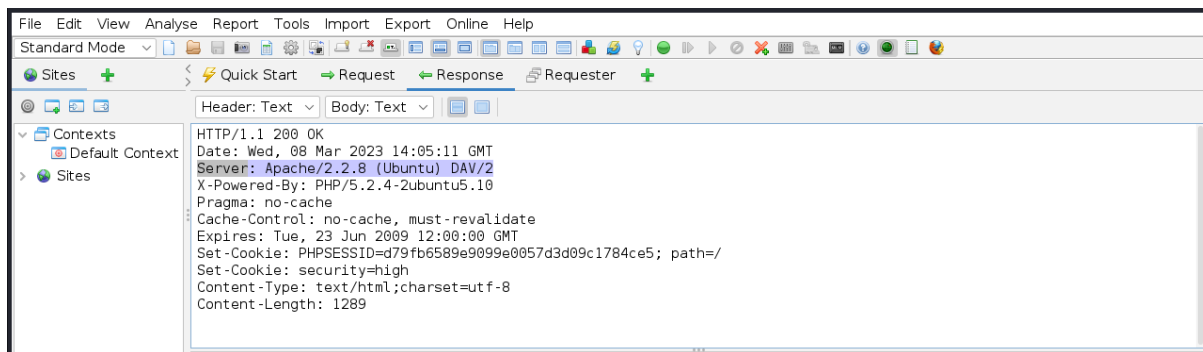 File Edit View Analyse Report Tools Import Export Online Help
Standard Mode
Sites Quick Start Request Response Requester
Header: Text Body: Text
Contexts
Default Context
Sites
HTTP/1.1 200 OK
Date: Wed, 08 Mar 2023 14:05:11 GMT
Server: Apache/2.2.8 (Ubuntu) DAV/2
X-Powered-By: PHP/5.2.4-2ubuntu5.10
Pragma: no-cache
Cache-Control: no-cache, must-revalidate
Expires: Tue, 23 Jun 2009 12:00:00 GMT
Set-Cookie: PHPSESSID=d79fb6589e9099e0057d3d09c1784ce5; path=/
Set-Cookie: security=high
Content-Type: text/html;charset=utf-8
Content-Length: 1289